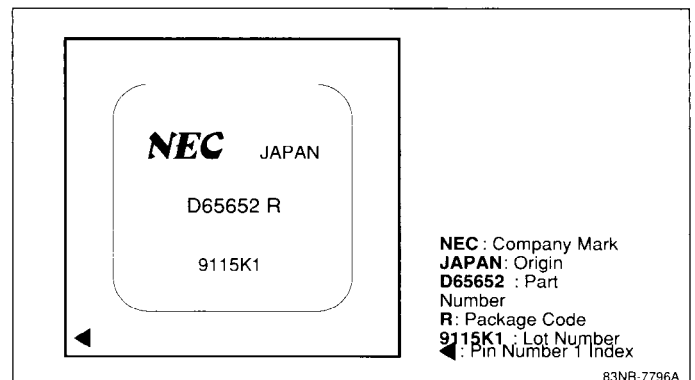 NEC JAPAN
D65652 R
9115K1
NEC : Company Mark
JAPAN: Origin
D65652 : Part
Number
R: Package Code
9115K1 : Lot Number
◀: Pin Number 1 Index
83NR-7796A